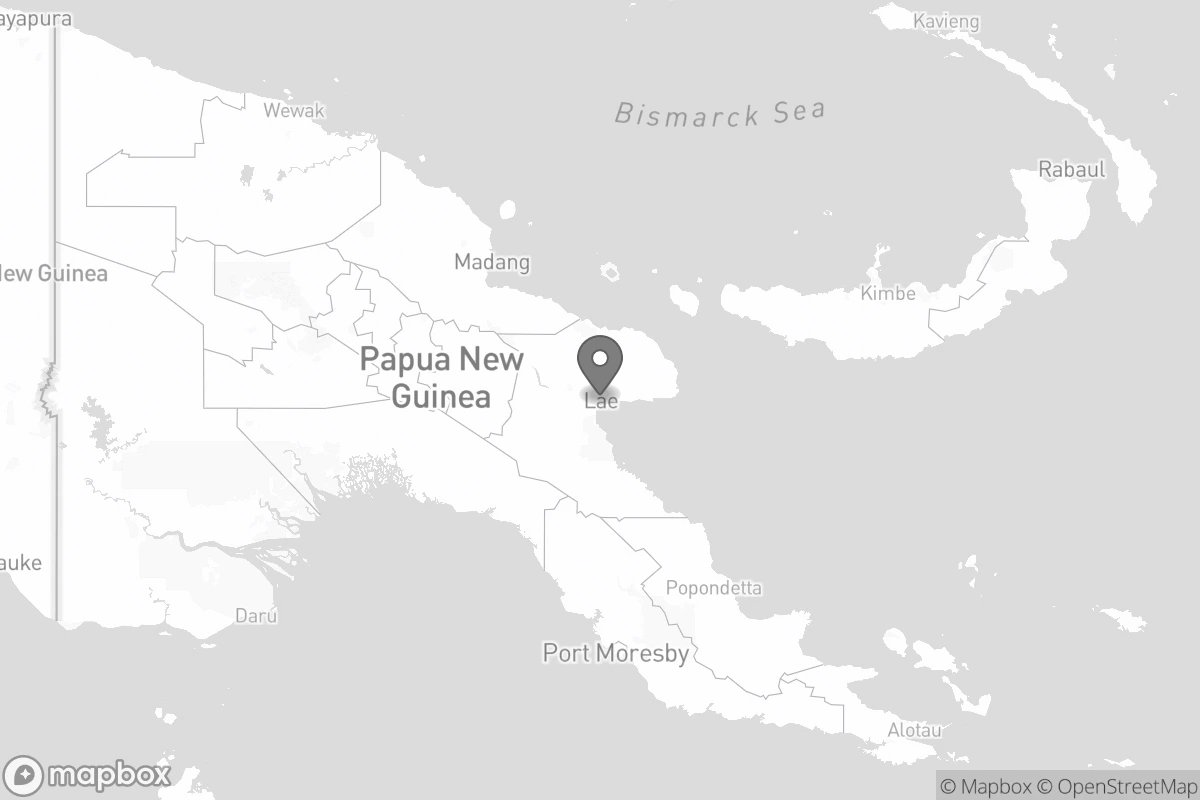 ayapura
Kavieng
Wewak
Bismarck Sea
Rabaul
Madang
New Guinea
Kimbe
Papua New
Guinea
Lae
auke
Popondetta
Daru
Port Moresby
Alotau
mapbox
© Mapbox © OpenStreetMap